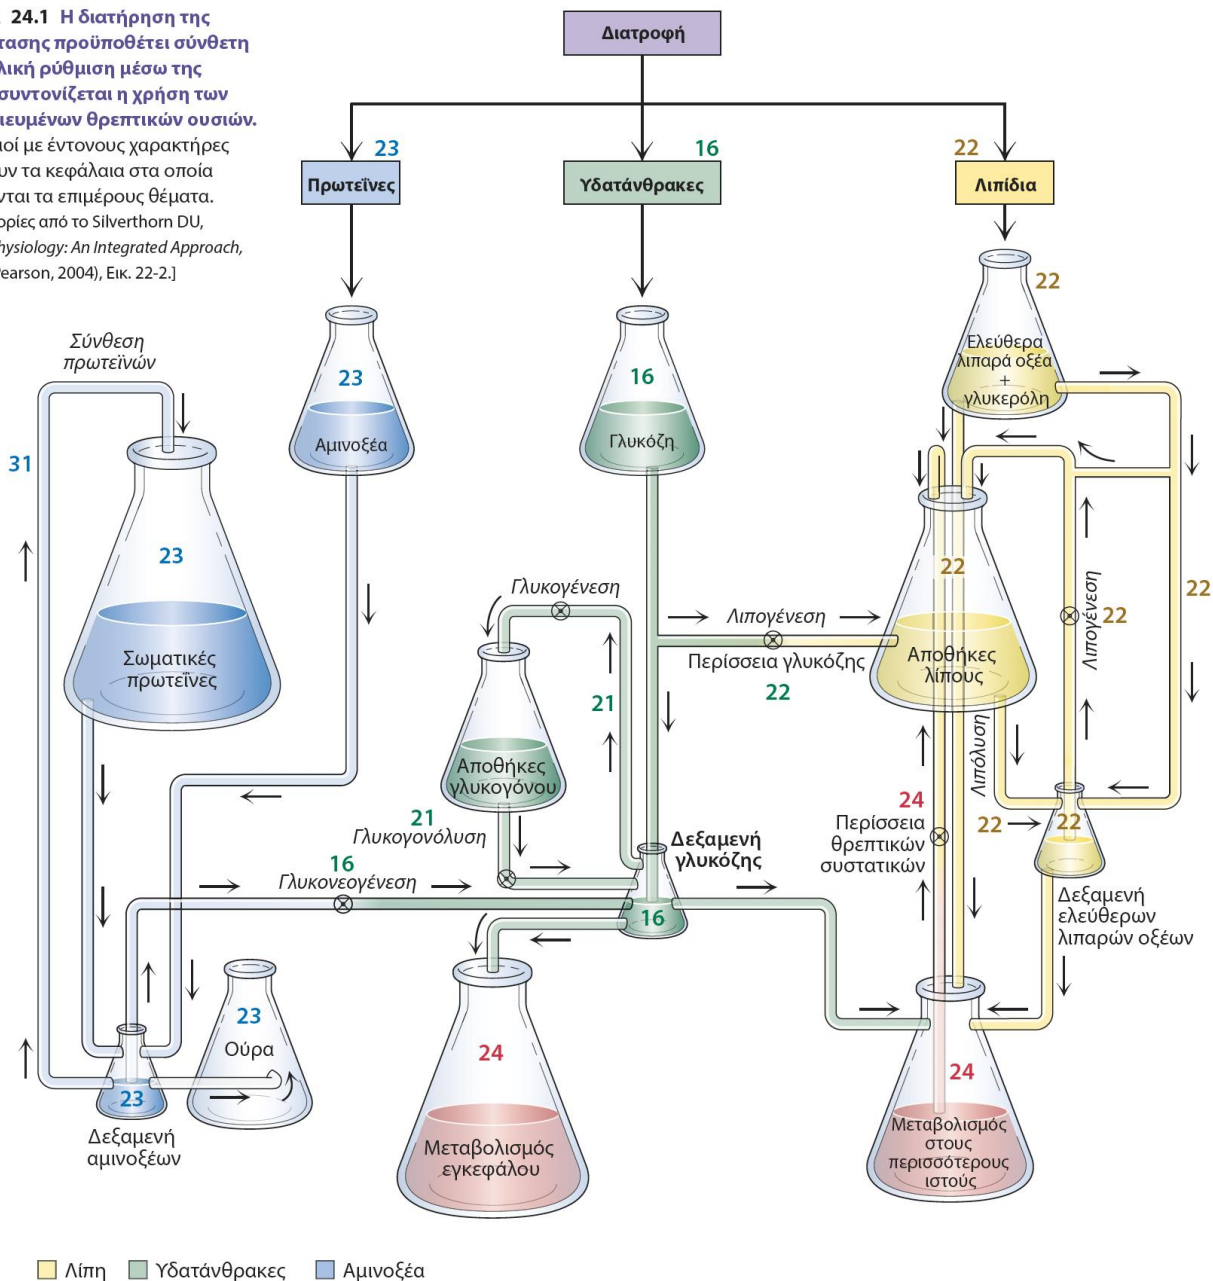 24.1 Η διατήρηση της
τασης προϋποθέτει σύνθετη
λική ρύθμιση μέσω της
συντονίζεται η χρήση των
ιευμένων θρεπτικών ουσιών.
μοί με έντονους χαρακτήρες
υν τα κεφάλαια στα οποία
νται τα επιμέρους θέματα.
ορίες από το Silverthorn DU,
hysiology: An Integrated Approach,
Pearson, 2004), Εικ. 22-2.]
Διατροφή
23
16
22
Πρωτεΐνες
Υδατάνθρακες
Λιπίδια
22
Σύνθεση
πρωτεϊνών
23
Αμινοξέα
16
Γλυκόζη
Ελεύθερα
λιπαρά οξέα
+
γλυκερόλη
31
23
Σωματικές
πρωτεΐνες
Γλυκογένεση
Λιπογένεση
Περίσσεια γλυκόζης
22
22
Αποθήκες
λίπους
Λιπογένεση
22
22
21
Αποθήκες
γλυκογόνου
21
Γλυκογονόλυση
Λιπόλυση
24
Περίσσεια
θρεπτικών
συστατικών
22
22
Δεξαμενή
γλυκόζης
16
Γλυκονεογένεση
16
Δεξαμενή
ελεύθερων
λιπαρών οξέων
23
Ούρα
23
Δεξαμενή
αμινοξέων
24
Μεταβολισμός
εγκεφάλου
24
Μεταβολισμός
στους
περισσότερους
ιστούς
Λίπη Υδατάνθρακες Αμινοξέα